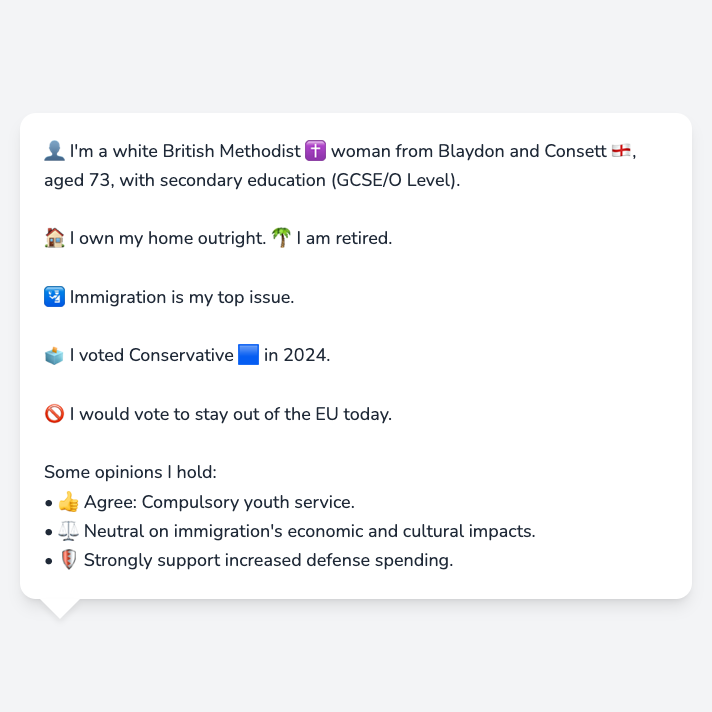 👤 I'm a white British Methodist ✝️ woman from Blaydon and Consett 🏴󠁧󠁢󠁥󠁮󠁧󠁿,
aged 73, with secondary education (GCSE/O Level).
🏠 I own my home outright. 🌴 I am retired.
🛂 Immigration is my top issue.
🗳️ I voted Conservative 🟦 in 2024.
🚫 I would vote to stay out of the EU today.
Some opinions I hold:
• 👍 Agree: Compulsory youth service.
• ⚖️ Neutral on immigration's economic and cultural impacts.
• 🛡️ Strongly support increased defense spending.